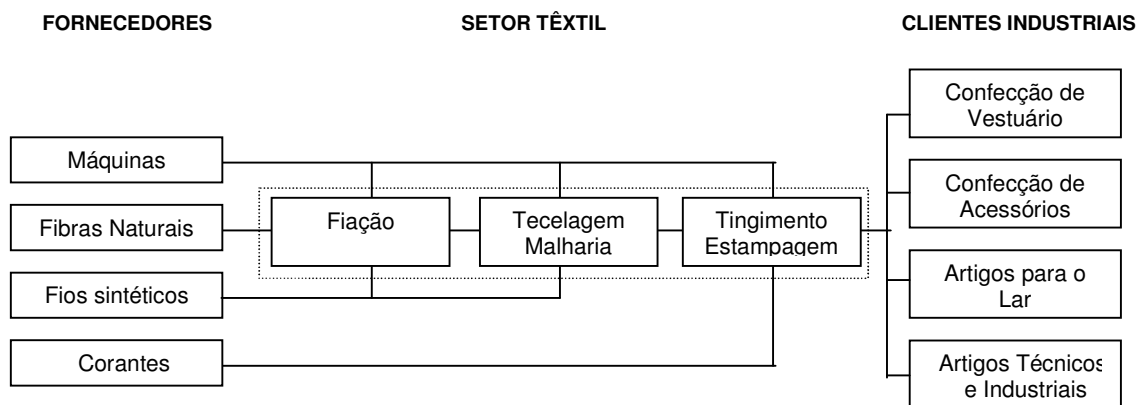 FORNECEDORES
SETOR TÊXTIL
CLIENTES INDUSTRIAIS
Máquinas
Fibras Naturais
Fios sintéticos
Corantes
Fiação
Tecelagem
Malharia
Tingimento
Estampagem
Confecção de
Vestuário
Confecção de
Acessórios
Artigos para o
Lar
Artigos Técnicos
e Industriais